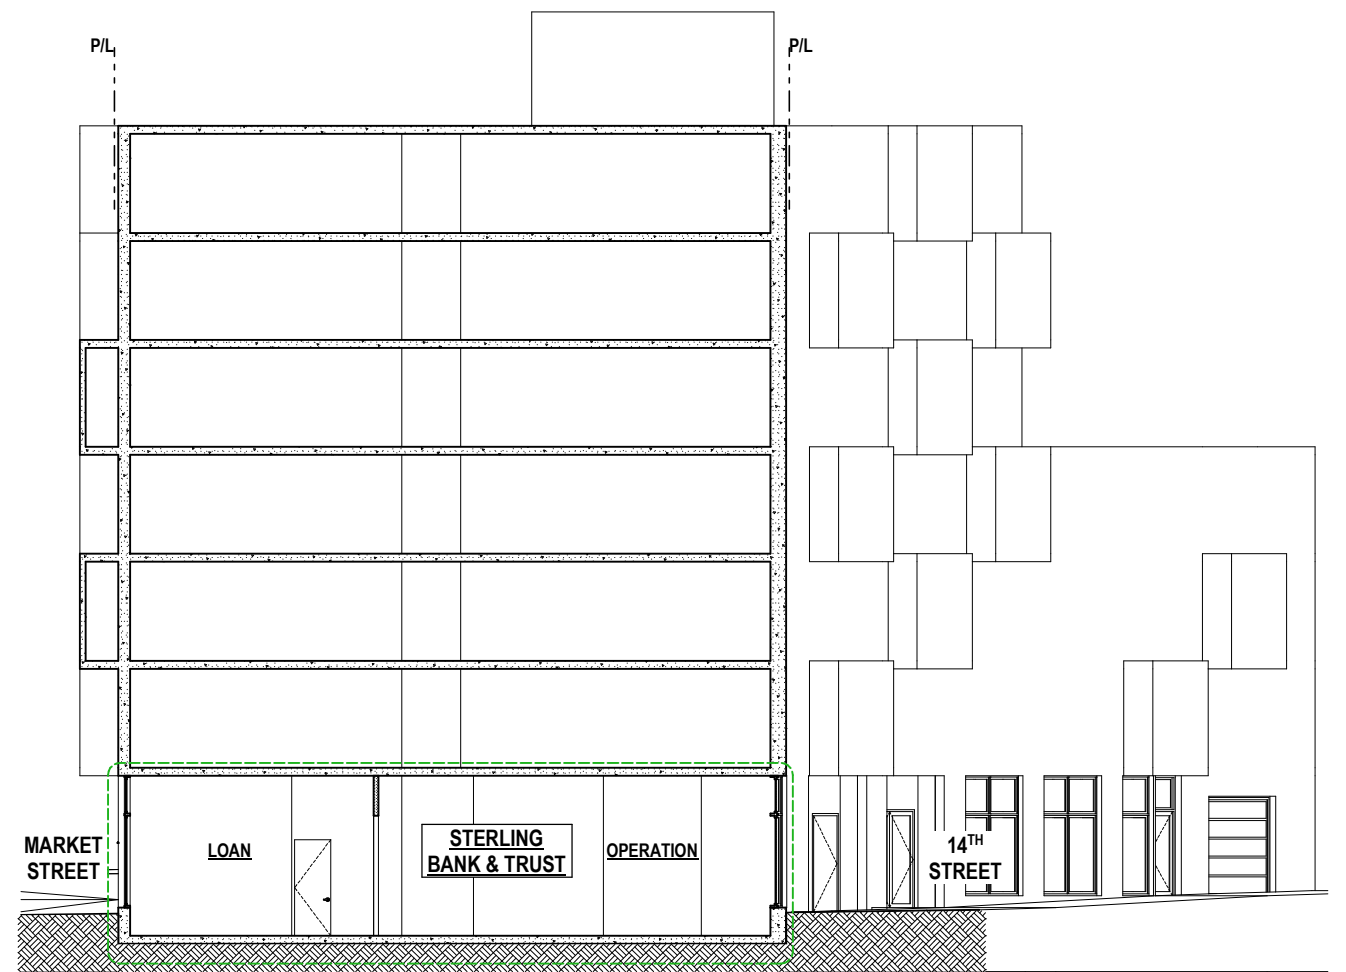 P/L
P/L
MARKET
STREET
LOAN
STERLING
BANK & TRUST
OPERATION
14TH
STREET